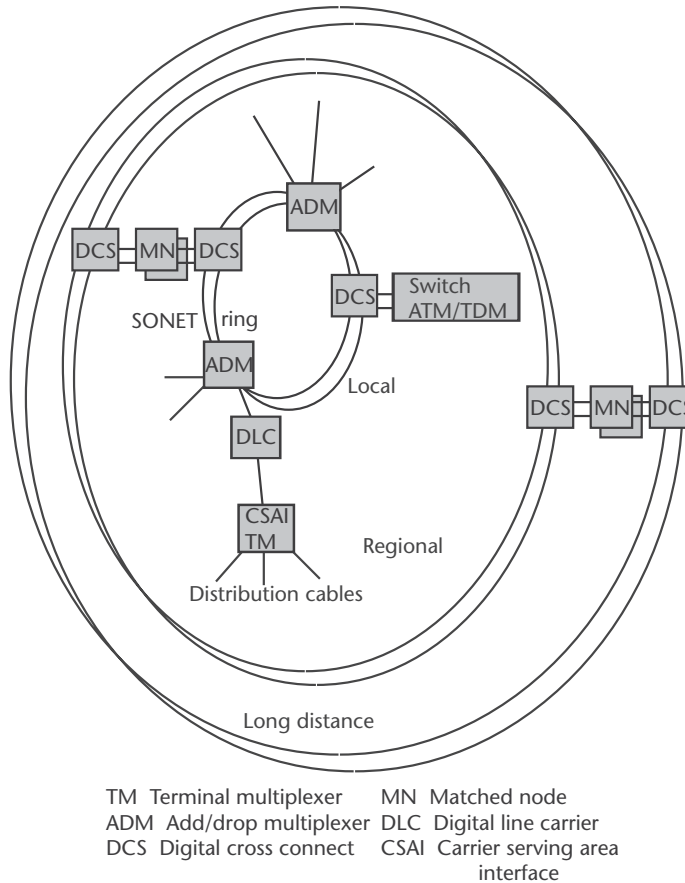 ADM
DCS MN DCS
DCS
Switch
ATM/TDM
SONET ring
ADM
Local
DCS MN DCS
DLC
CSAI
TM
Regional
Distribution cables
Long distance
TM Terminal multiplexer
ADM Add/drop multiplexer
DCS Digital cross connect
MN Matched node
DLC Digital line carrier
CSAI Carrier serving area
interface